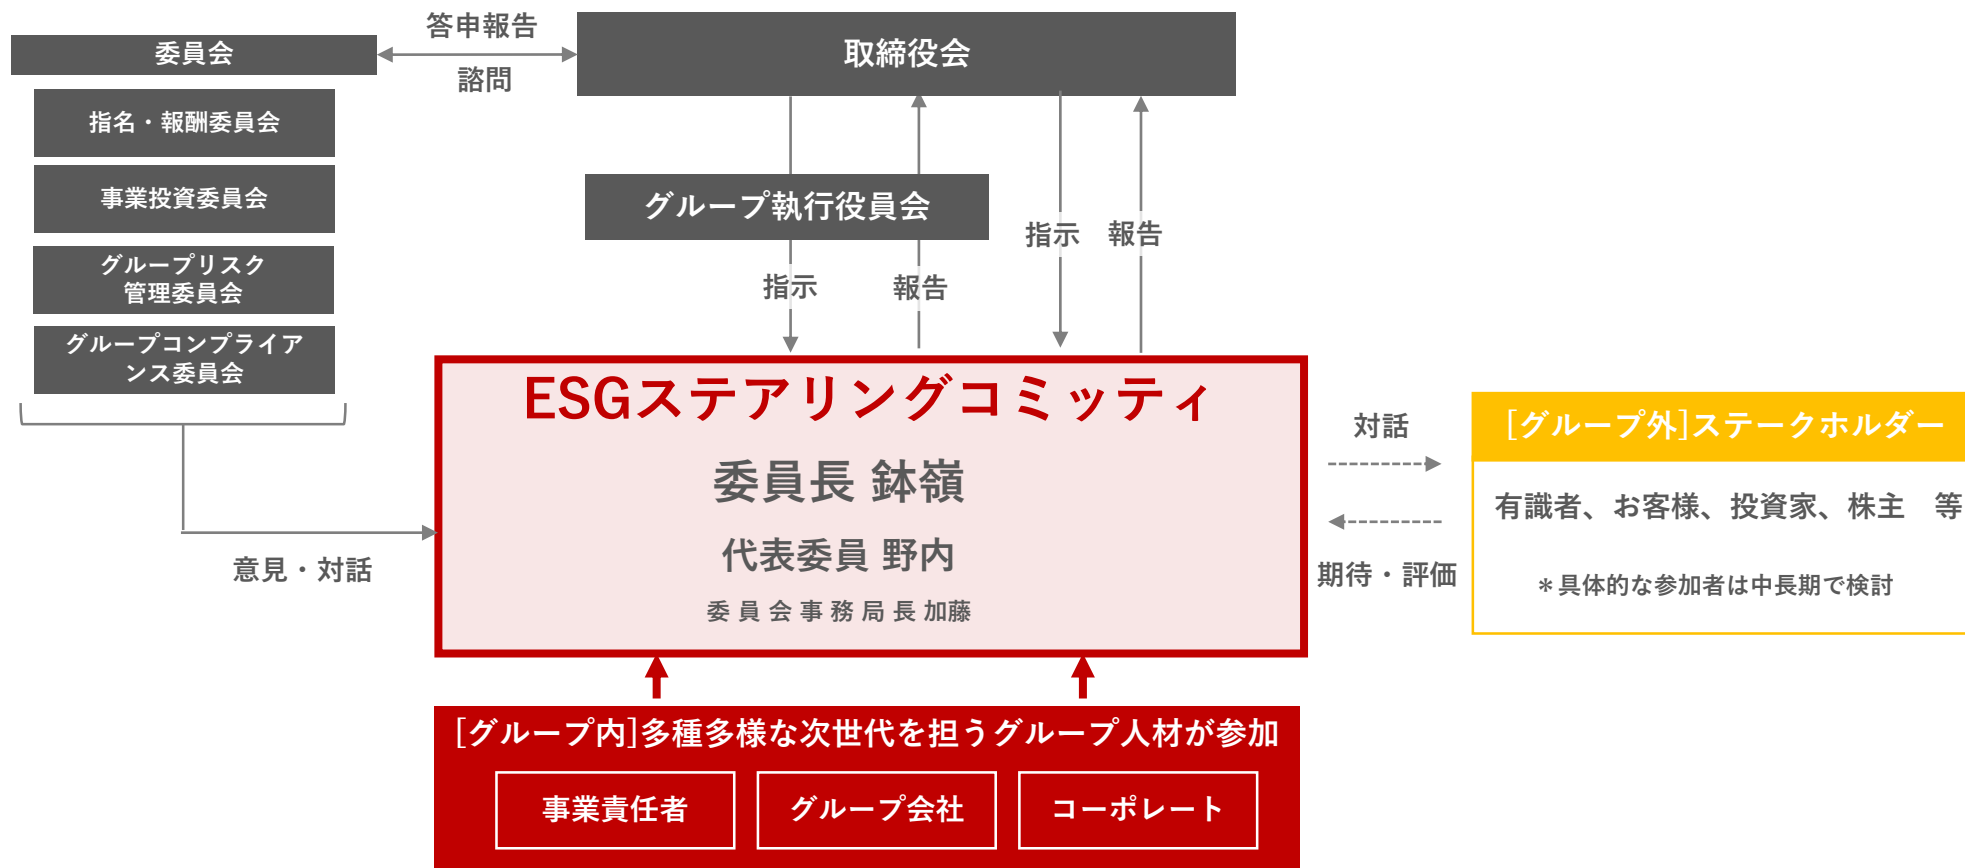 委員会
答申報告
諮問
取締役会
指名・報酬委員会
事業投資委員会
グループリスク
管理委員会
グループコンプライア
ンス委員会
グループ執行役員会
指示
報告
指示
報告
意見・対話
ESGステアリングコミッティ
委員長 鉢嶺
代表委員 野内
委員会事務局長 加藤
対話
期待・評価
[グループ外]ステークホルダー
有識者、お客様、投資家、株主　等
＊具体的な参加者は中長期で検討
[グループ内]多種多様な次世代を担うグループ人材が参加
事業責任者
グループ会社
コーポレート